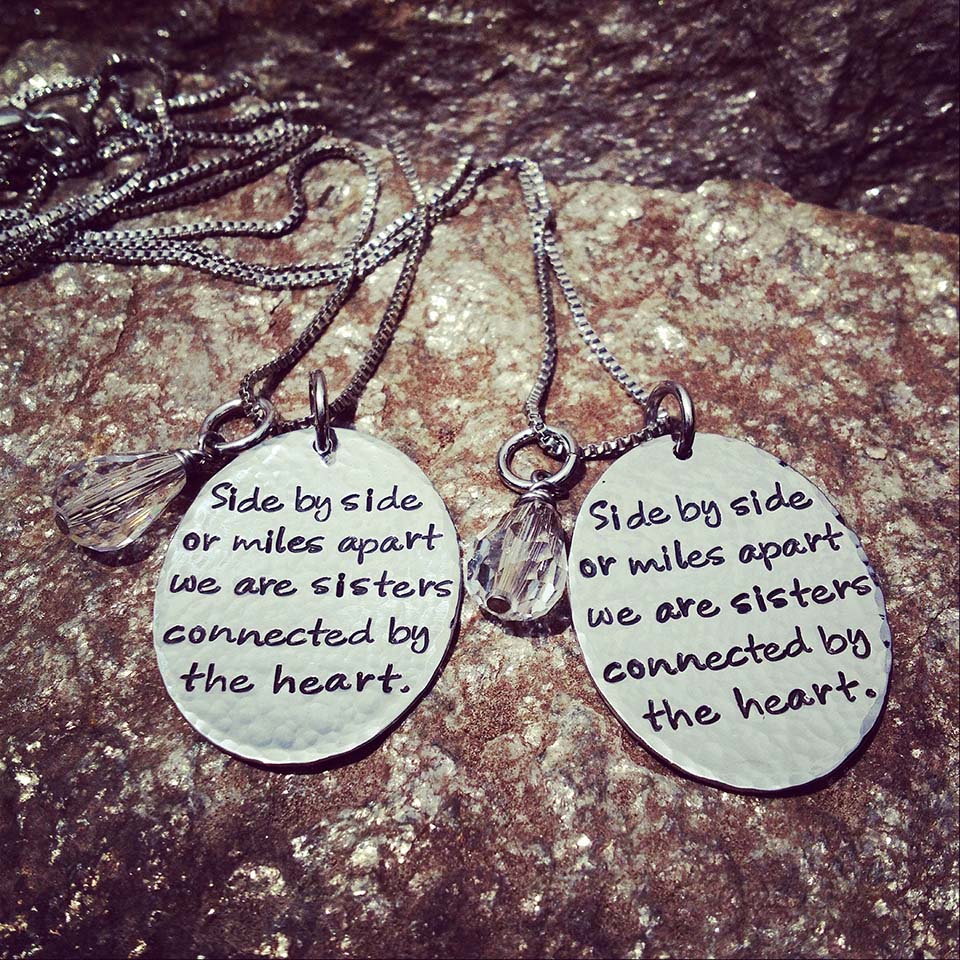 Side by side
or miles apart
we are sisters
connected by
the heart.
Side by side
or miles apart
we are sisters
connected by
the heart.